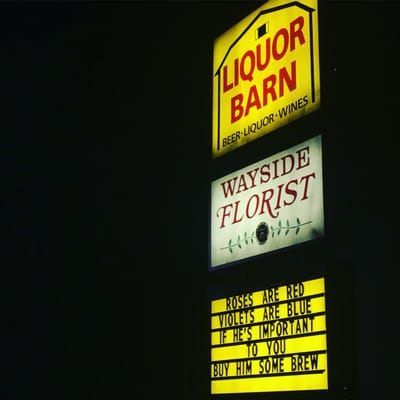 LIQUOR
BARN
BEER·LIQUOR·WINES
WAYSIDE
FLORIST
ROSES ARE RED
VIOLETS ARE BLUE
IF HE'S IMPORTANT
TO YOU
BUY HIM SOME BREW